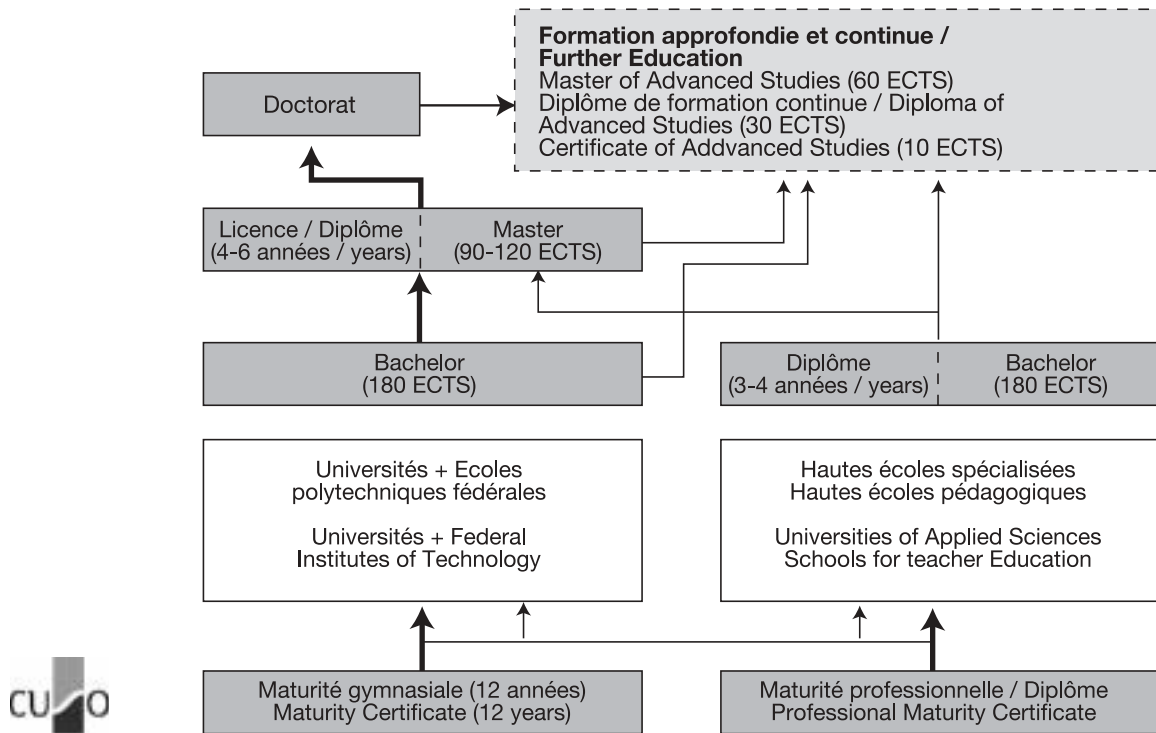 Formation approfondie et continue /
Further Education
Master of Advanced Studies (60 ECTS)
Diplôme de formation continue / Diploma of
Advanced Studies (30 ECTS)
Certificate of Addvanced Studies (10 ECTS)
Doctorat
Licence / Diplôme
(4-6 années / years)
Master
(90-120 ECTS)
Bachelor
(180 ECTS)
Diplôme
(3-4 années / years)
Bachelor
(180 ECTS)
Universités + Ecoles
polytechniques fédérales
Universités + Federal
Institutes of Technology
Hautes écoles spécialisées
Hautes écoles pédagogiques
Universities of Applied Sciences
Schools for teacher Education
Maturité gymnasiale (12 années)
Maturity Certificate (12 years)
Maturité professionnelle / Diplôme
Professional Maturity Certificate
CUSO